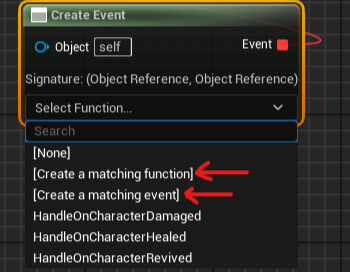 Create Event
Object self Event
Signature: (Object Reference, Object Reference)
Select Function...
Search
[None]
[Create a matching function]
[Create a matching event]
HandleOnCharacterDamaged
HandleOnCharacterHealed
HandleOnCharacterRevived